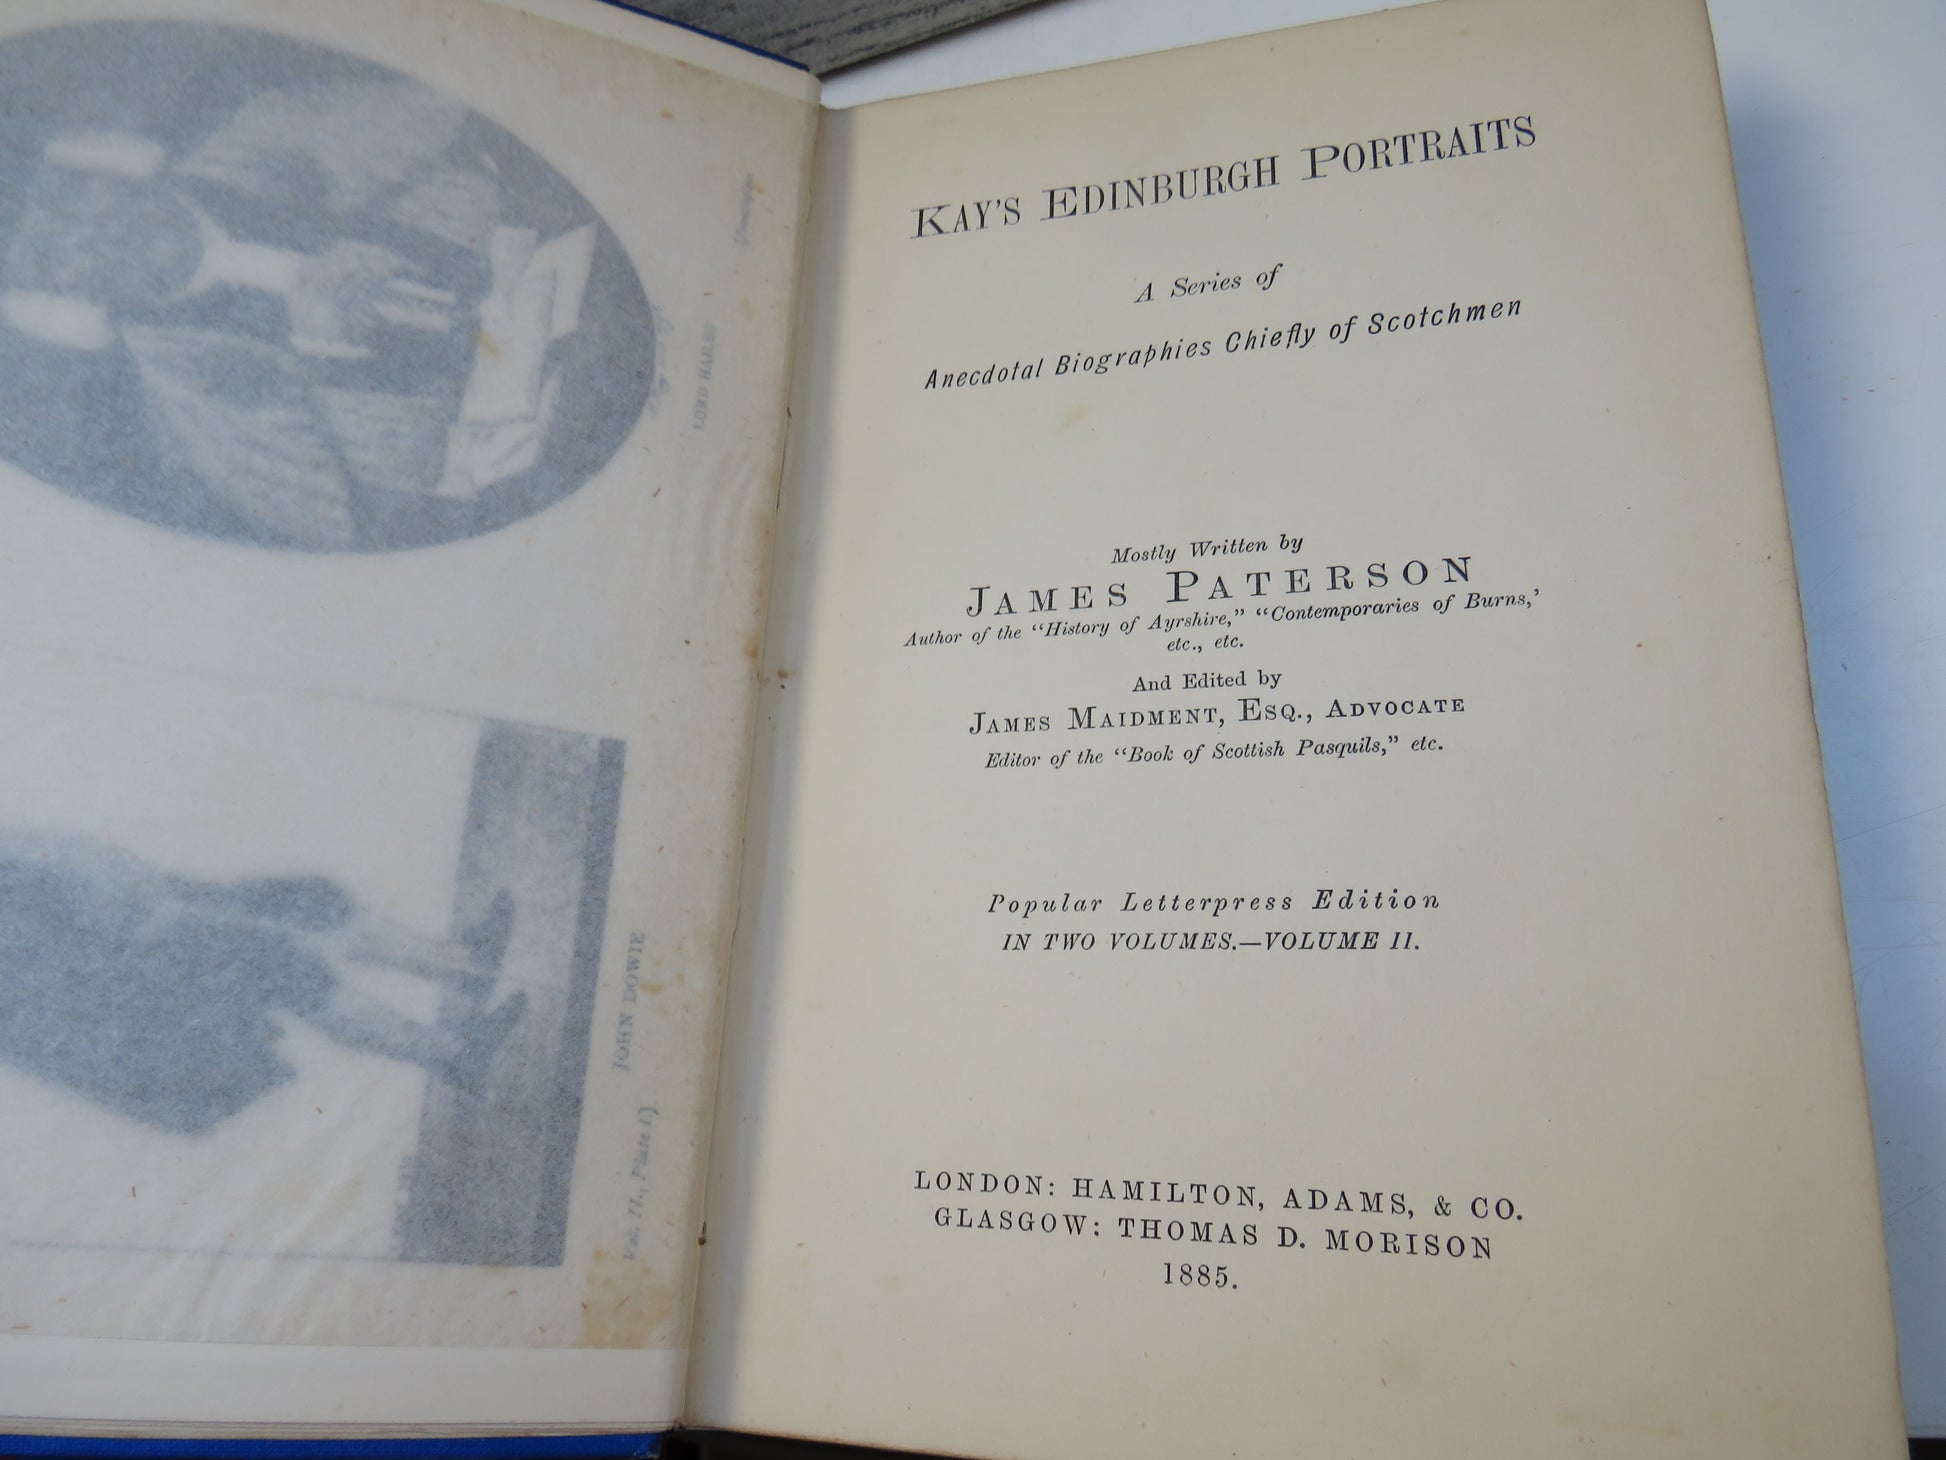 LORD HAILES
JOHN DOWIE
Vol. II., Plate I.)
KAY'S EDINBURGH PORTRAITS
A Series of
Anecdotal Biographies Chiefly of Scotchmen
Mostly Written by
JAMES PATERSON
Author of the “History of Ayrshire,” “Contemporaries of Burns,’
etc., etc.
And Edited by
JAMES MAIDMENT, ESQ., ADVOCATE
Editor of the “Book of Scottish Pasquils,” etc.
Popular Letterpress Edition
IN TWO VOLUMES.—VOLUME II.
LONDON: HAMILTON, ADAMS, & CO.
GLASGOW: THOMAS D. MORISON
1885.